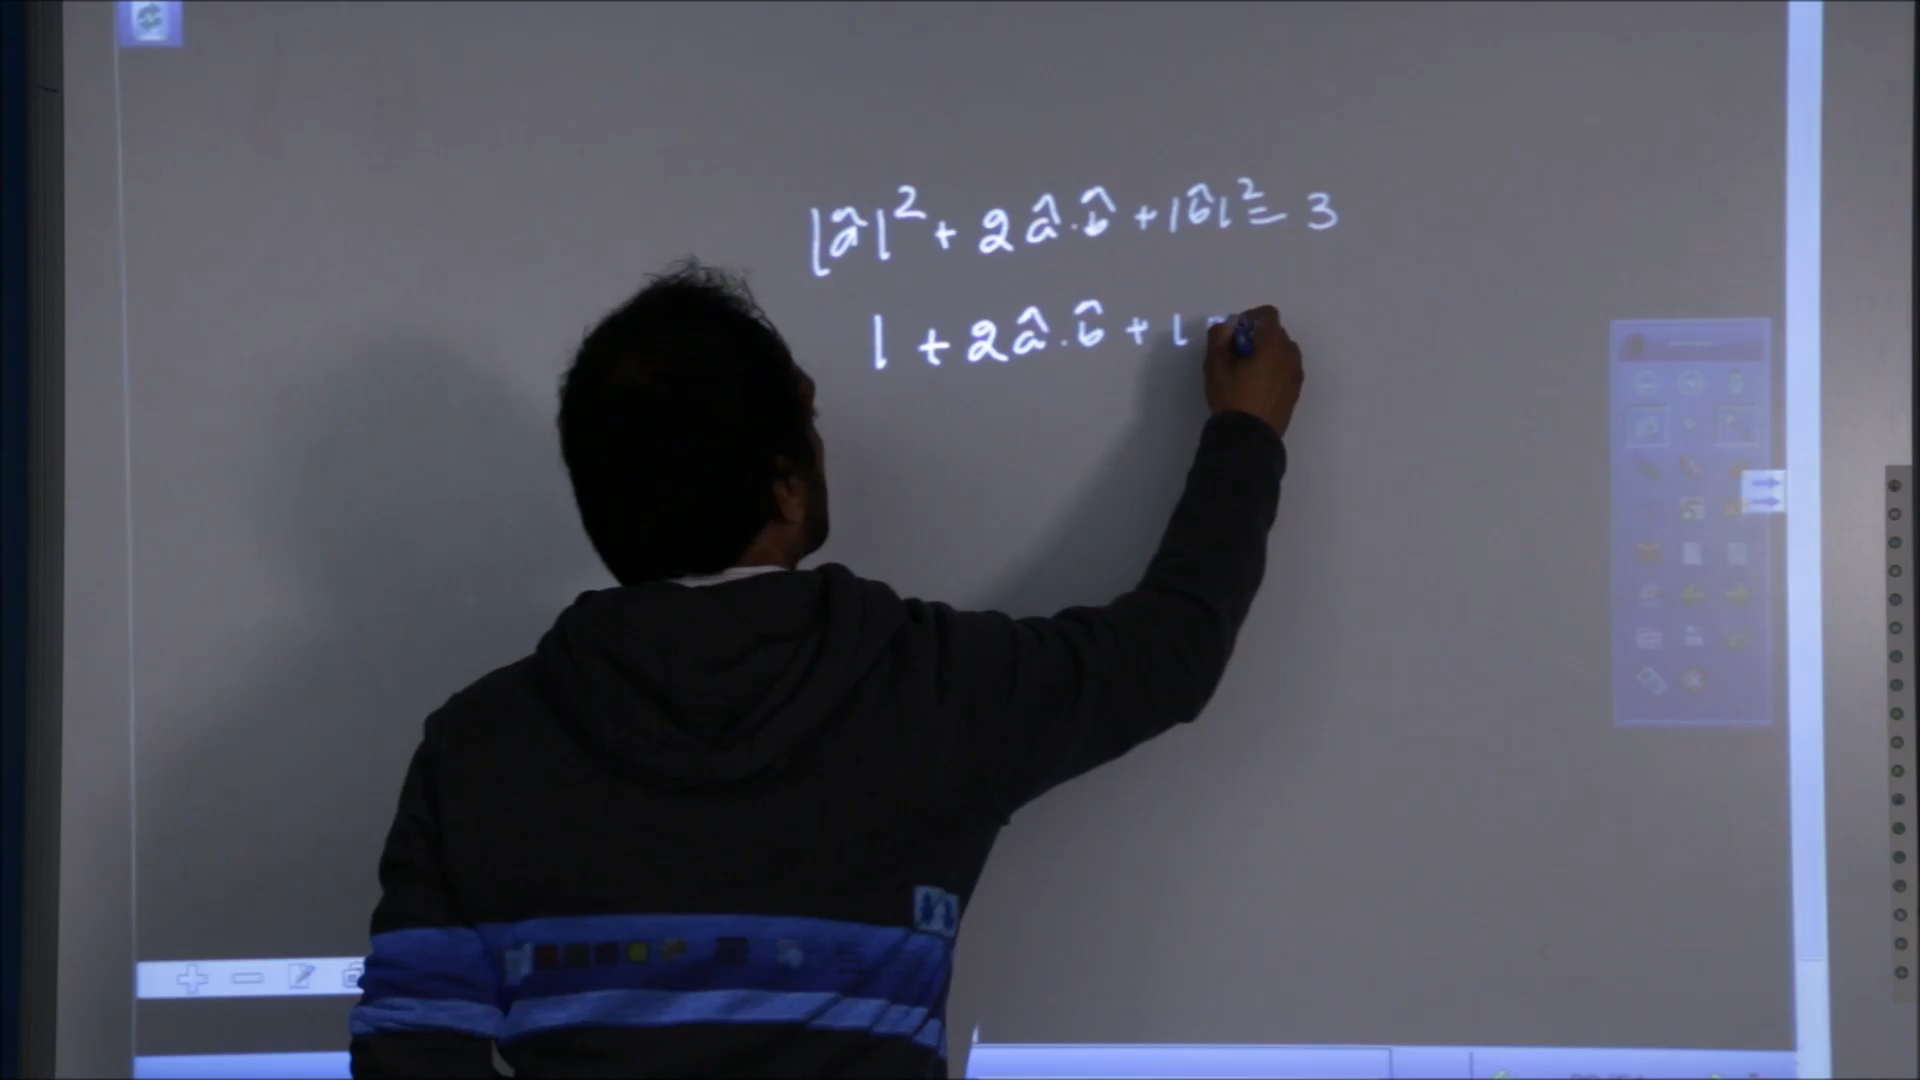 |â|² + 2â·b̂ + |b̂|² = 3
1 + 2â·b̂ + 1